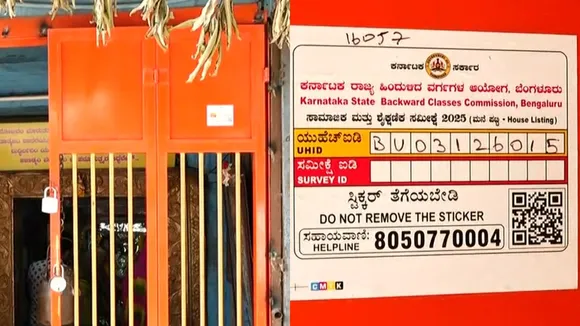 16057
ಕರ್ನಾಟಕ ಸರ್ಕಾರ
ಕರ್ನಾಟಕ ರಾಜ್ಯ ಹಿಂದುಳಿದ ವರ್ಗಗಳ ಆಯೋಗ, ಬೆಂಗಳೂರು
Karnataka State Backward Classes Commission, Bengaluru
ಸಾಮಾಜಿಕ ಮತ್ತು ಶೈಕ್ಷಣಿಕ ಸಮೀಕ್ಷೆ 2025 (ಮನೆ ಪಟ್ಟಿ - House Listing)
ಯುಹೆಚ್ಐಡಿ
UHID
BU03126015
ಸಮೀಕ್ಷೆ ಐಡಿ
SURVEY ID
ಸ್ಟಿಕ್ಕರ್ ತೆಗೆಯಬೇಡಿ
DO NOT REMOVE THE STICKER
ಸಹಾಯವಾಣಿ:
HELPLINE
8050770004
CMYK